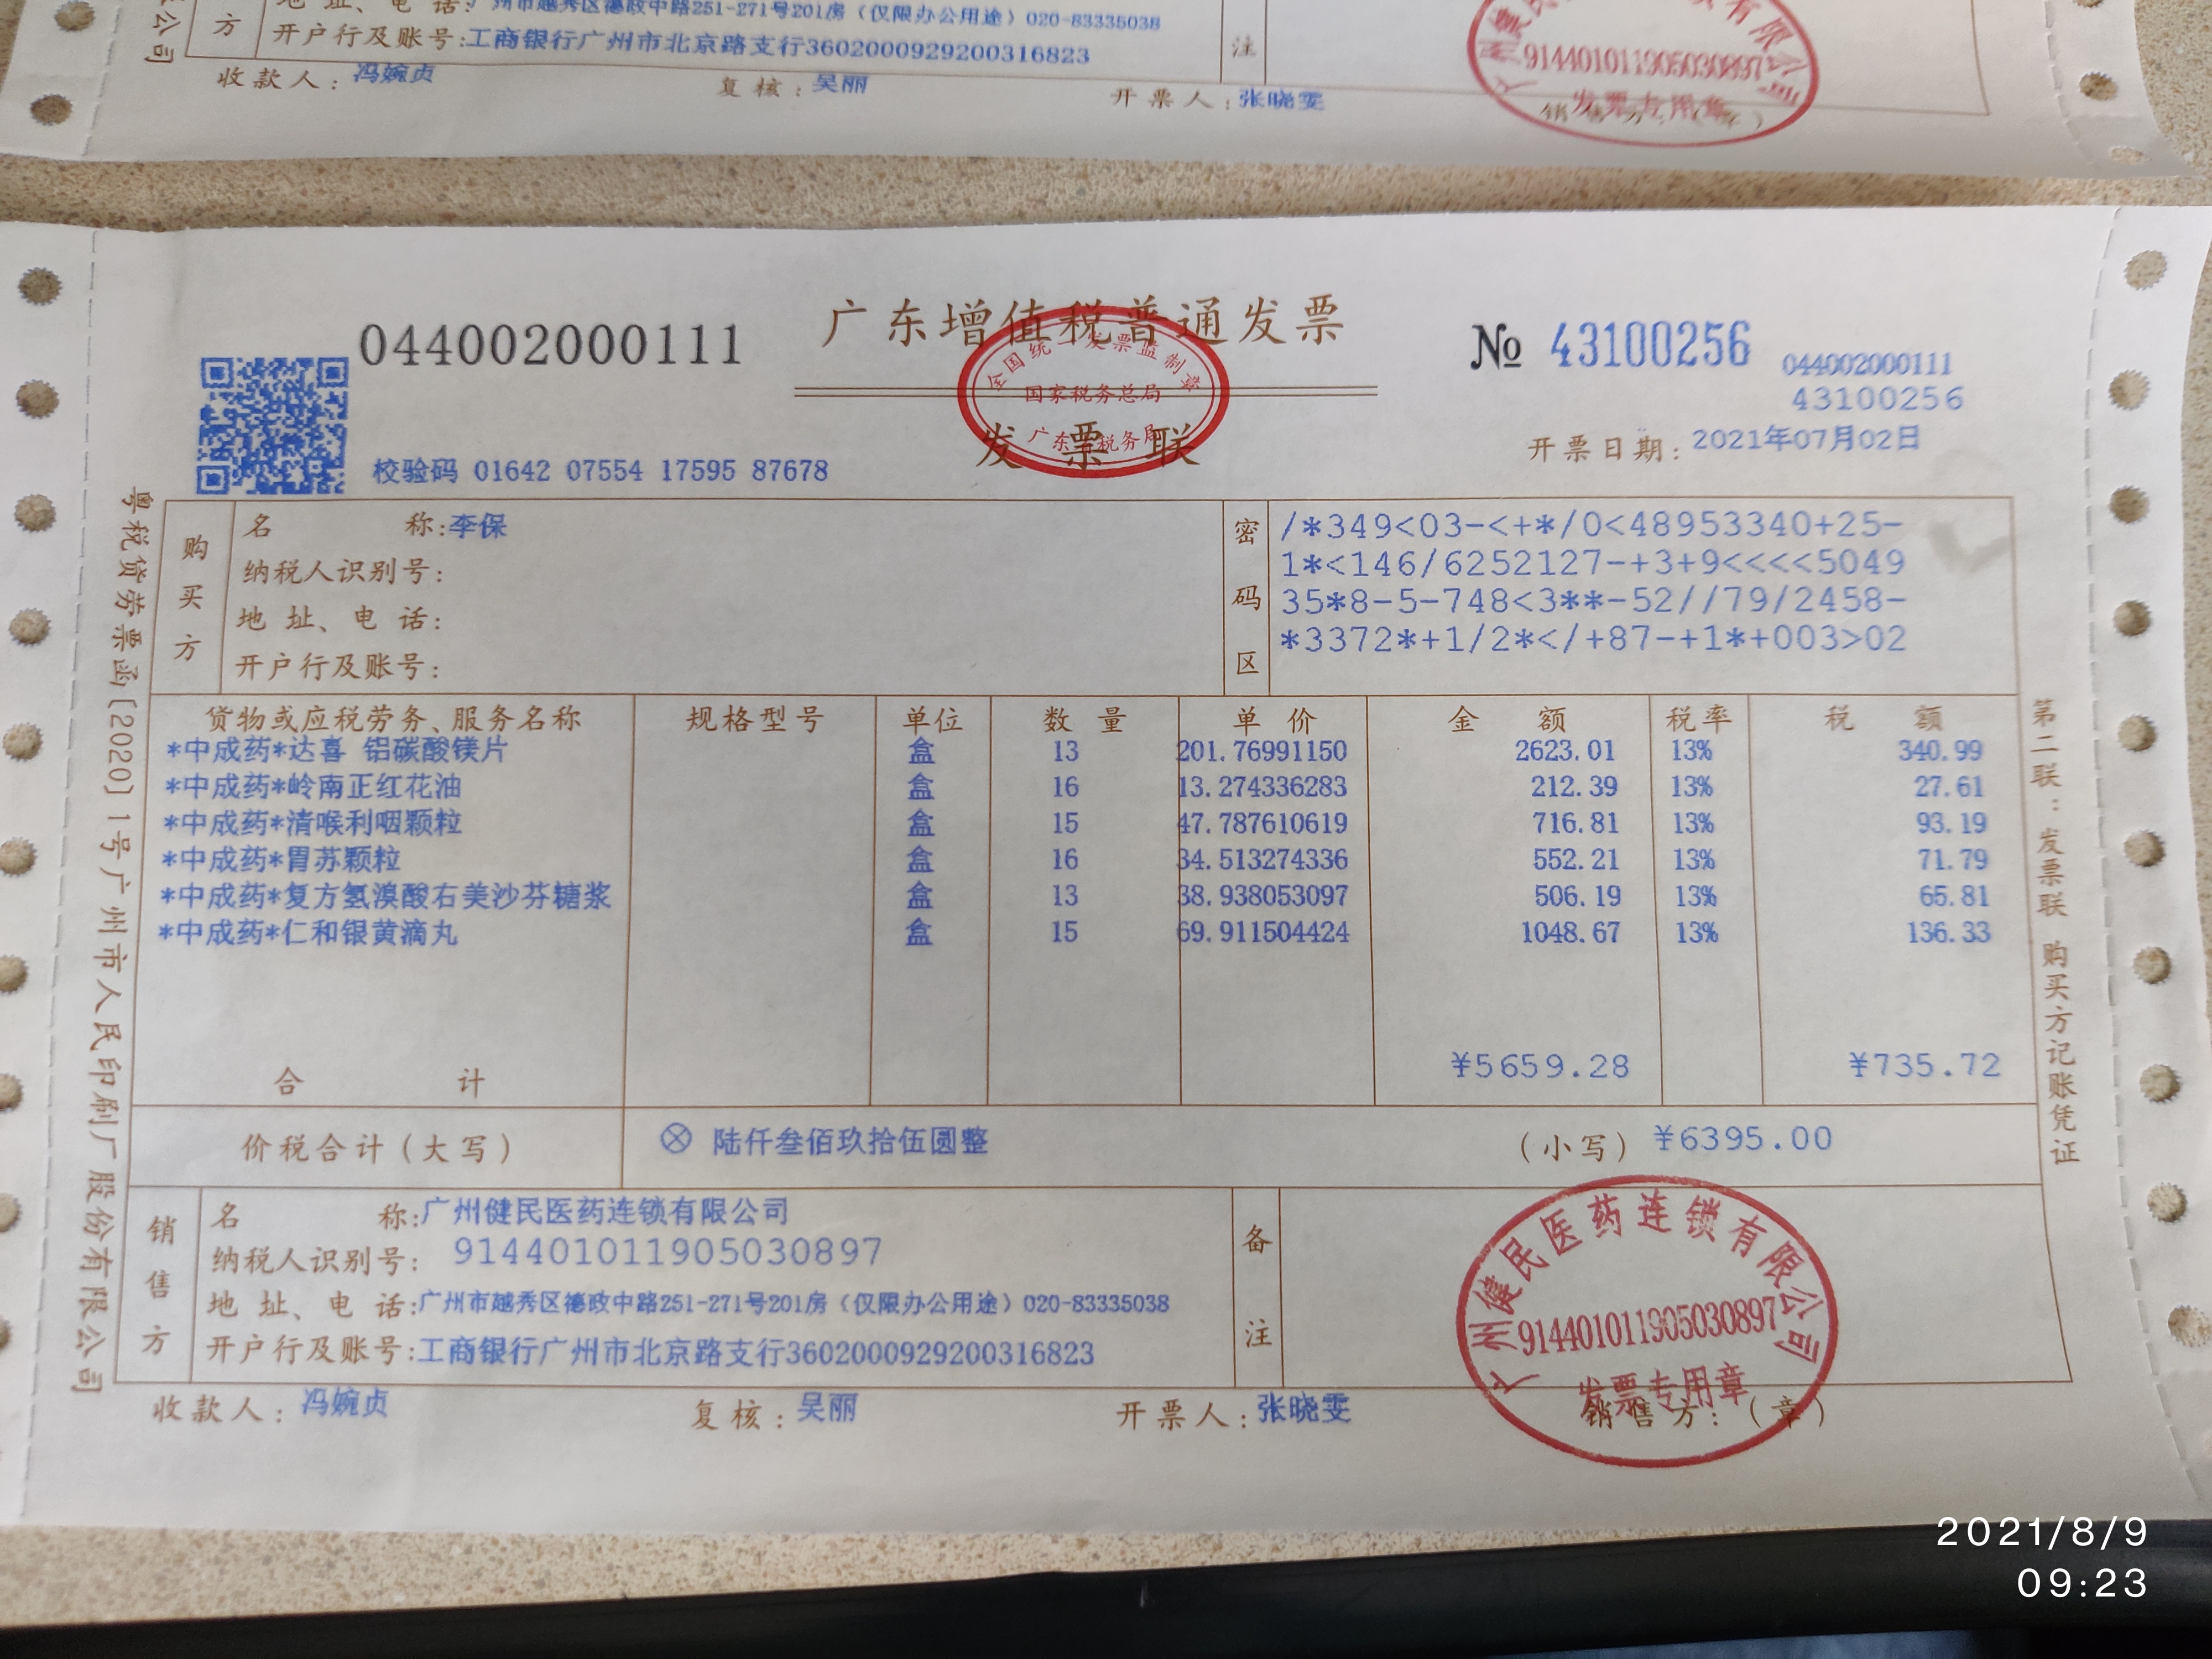 地 址、电 话:广州市越秀区德政中路251-271号201房（仅限办公用途）020-83335038
方
开户行及账号:工商银行广州市北京路支行3602000929200316823
注
收款人:冯婉贞 复核:吴丽 开票人:张晓雯
914401011905030897
发票专用章
销售方:（章）
044002000111
广东增值税普通发票
全国统一发票监制章
国家税务总局
广东省税务局
发票联
№ 43100256
044002000111
43100256
校验码 01642 07554 17595 87678
开票日期:2021年07月02日
粤税货劳票函[2020]1号广州市人民印刷厂股份有限公司
购买方
名 称:李保
纳税人识别号:
地 址、电 话:
开户行及账号:
密码区
/*349<03-<+*/0<48953340+25-
1*<146/6252127-+3+9<<<<5049
35*8-5-748<3**-52//79/2458-
*3372*+1/2*</+87-+1*+003>02
货物或应税劳务、服务名称 规格型号 单位 数 量 单 价 金 额 税率 税 额
*中成药*达喜 铝碳酸镁片 盒 13 201.76991150 2623.01 13% 340.99
*中成药*岭南正红花油 盒 16 13.274336283 212.39 13% 27.61
*中成药*清喉利咽颗粒 盒 15 47.787610619 716.81 13% 93.19
*中成药*胃苏颗粒 盒 16 34.513274336 552.21 13% 71.79
*中成药*复方氢溴酸右美沙芬糖浆 盒 13 38.938053097 506.19 13% 65.81
*中成药*仁和银黄滴丸 盒 15 69.911504424 1048.67 13% 136.33
合 计 ¥5659.28 ¥735.72
价税合计（大写） ⊗ 陆仟叁佰玖拾伍圆整 （小写）¥6395.00
第二联:发票联 购买方记账凭证
销售方
名 称:广州健民医药连锁有限公司
纳税人识别号: 914401011905030897
地 址、电 话:广州市越秀区德政中路251-271号201房（仅限办公用途）020-83335038
开户行及账号:工商银行广州市北京路支行3602000929200316823
备注
广州健民医药连锁有限公司
914401011905030897
发票专用章
收款人:冯婉贞 复核:吴丽 开票人:张晓雯 销售方:（章）
2021/8/9
09:23